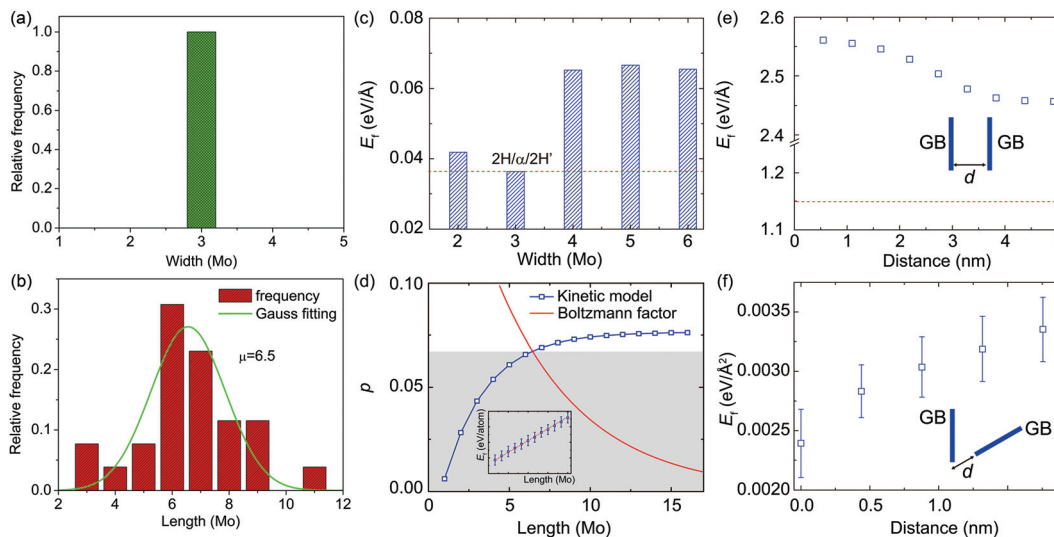 (a)
Relative frequency
1.0
0.8
0.6
0.4
0.2
0.0
1 2 3 4 5
Width (Mo)
(b)
Relative frequency
0.3
0.1
0.1
0.0
frequency
Gauss fitting
μ=6.5
2 4 6 8 10 12
Length (Mo)
(c)
Ef (eV/Å)
0.08
0.06
0.04
0.02
2H/α/2H'
2 3 4 5 6
Width (Mo)
(d)
p
0.10
0.05
0.00
Kinetic model
Boltzmann factor
Ef (eV/atom)
Length (Mo)
0 5 10 15
Length (Mo)
(e)
Ef (eV/Å)
2.6
2.5
2.4
1.2
1.1
GB
GB
d
0 1 2 3 4
Distance (nm)
(f)
Ef (eV/Å²)
0.0035
0.0030
0.0025
0.0020
GB
GB
d
0.0 0.5 1.0 1.5
Distance (nm)